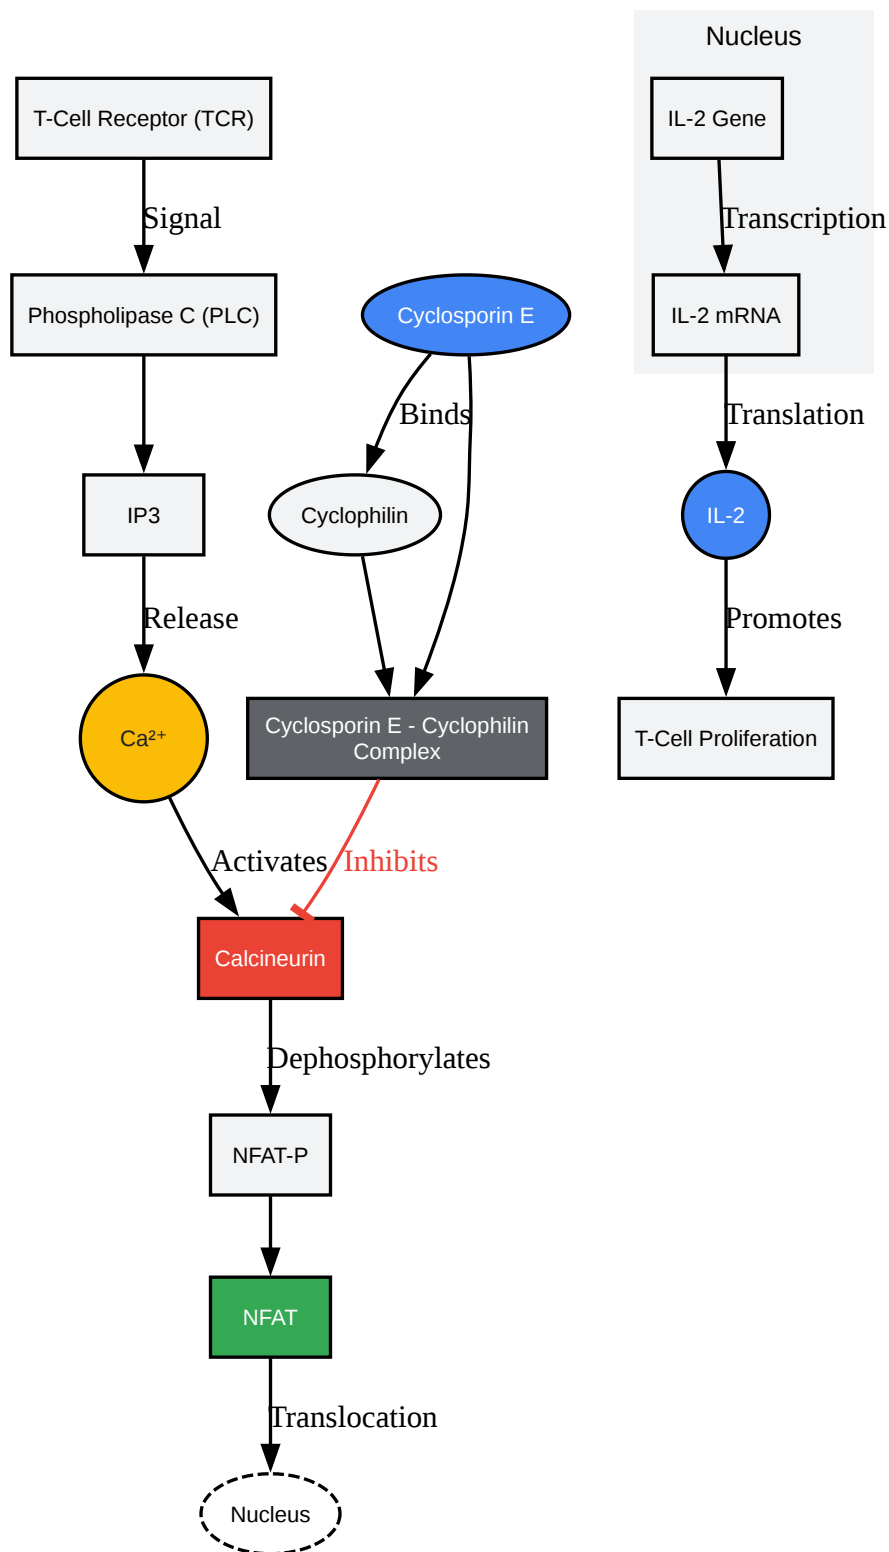 T-Cell Receptor (TCR)
Signal
Phospholipase C (PLC)
IP3
Release
Ca²⁺
Activates
Cyclosporin E
Binds
Cyclophilin
Cyclosporin E - Cyclophilin
Complex
Inhibits
Calcineurin
Dephosphorylates
NFAT-P
NFAT
Translocation
Nucleus
Nucleus
IL-2 Gene
Transcription
IL-2 mRNA
Translation
IL-2
Promotes
T-Cell Proliferation